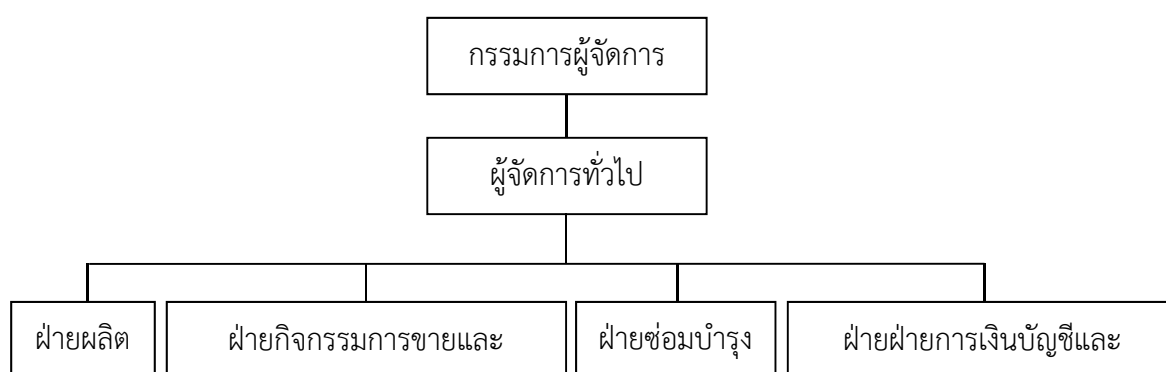 กรรมการผู้จัดการ
ผู้จัดการทั่วไป
ฝ่ายผลิต
ฝ่ายกิจกรรมการขายและ
ฝ่ายซ่อมบำรุง
ฝ่ายฝ่ายการเงินบัญชีและ